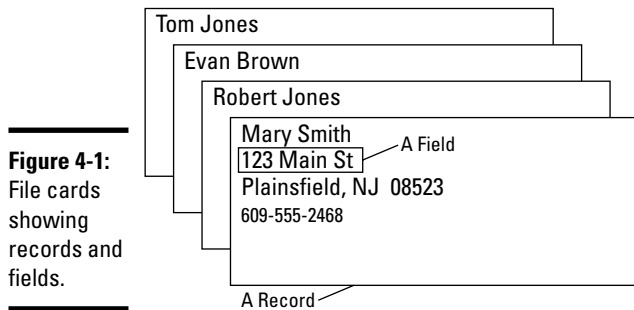 Tom Jones
Evan Brown
Robert Jones
Mary Smith
A Field
123 Main St
Plainsfield, NJ 08523
609-555-2468
A Record
Figure 4-1:
File cards
showing
records and
fields.